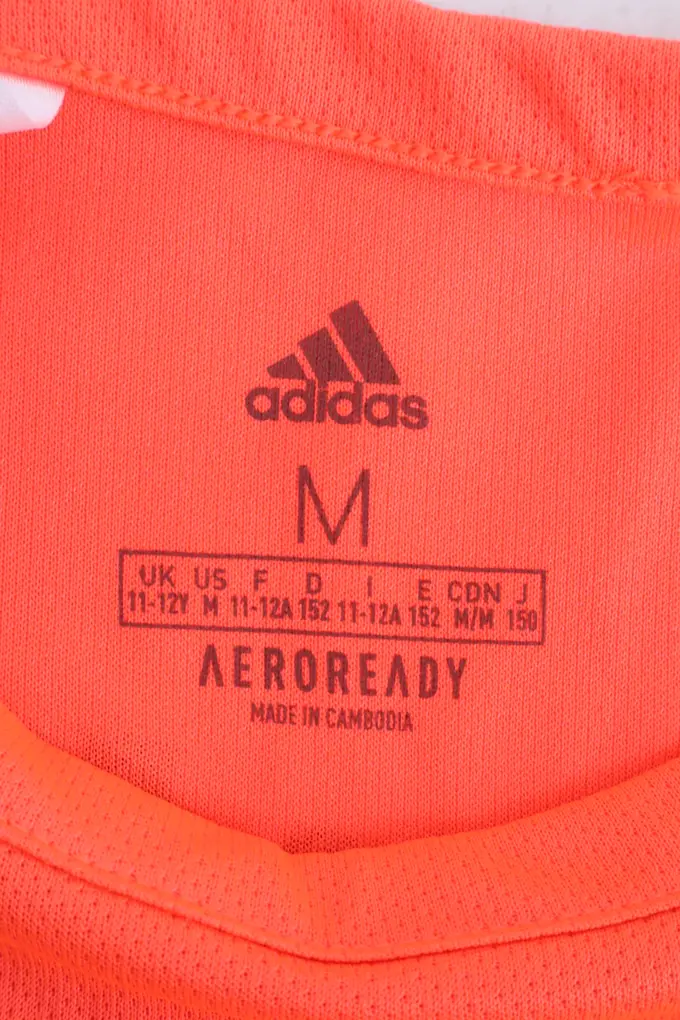 adidas
M
UK US F D I E CDN J
11-12Y M 11-12A 152 11-12A 152 M/M 150
AEROREADY
MADE IN CAMBODIA